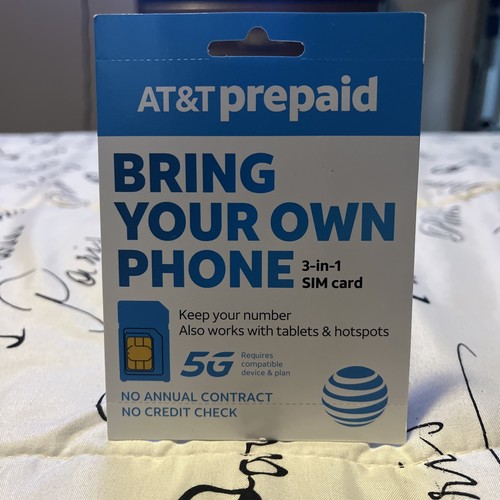 AT&T prepaid
BRING
YOUR OWN
PHONE
3-in-1
SIM card
Keep your number
Also works with tablets & hotspots
5G
Requires
compatible
device & plan
NO ANNUAL CONTRACT
NO CREDIT CHECK
Paris